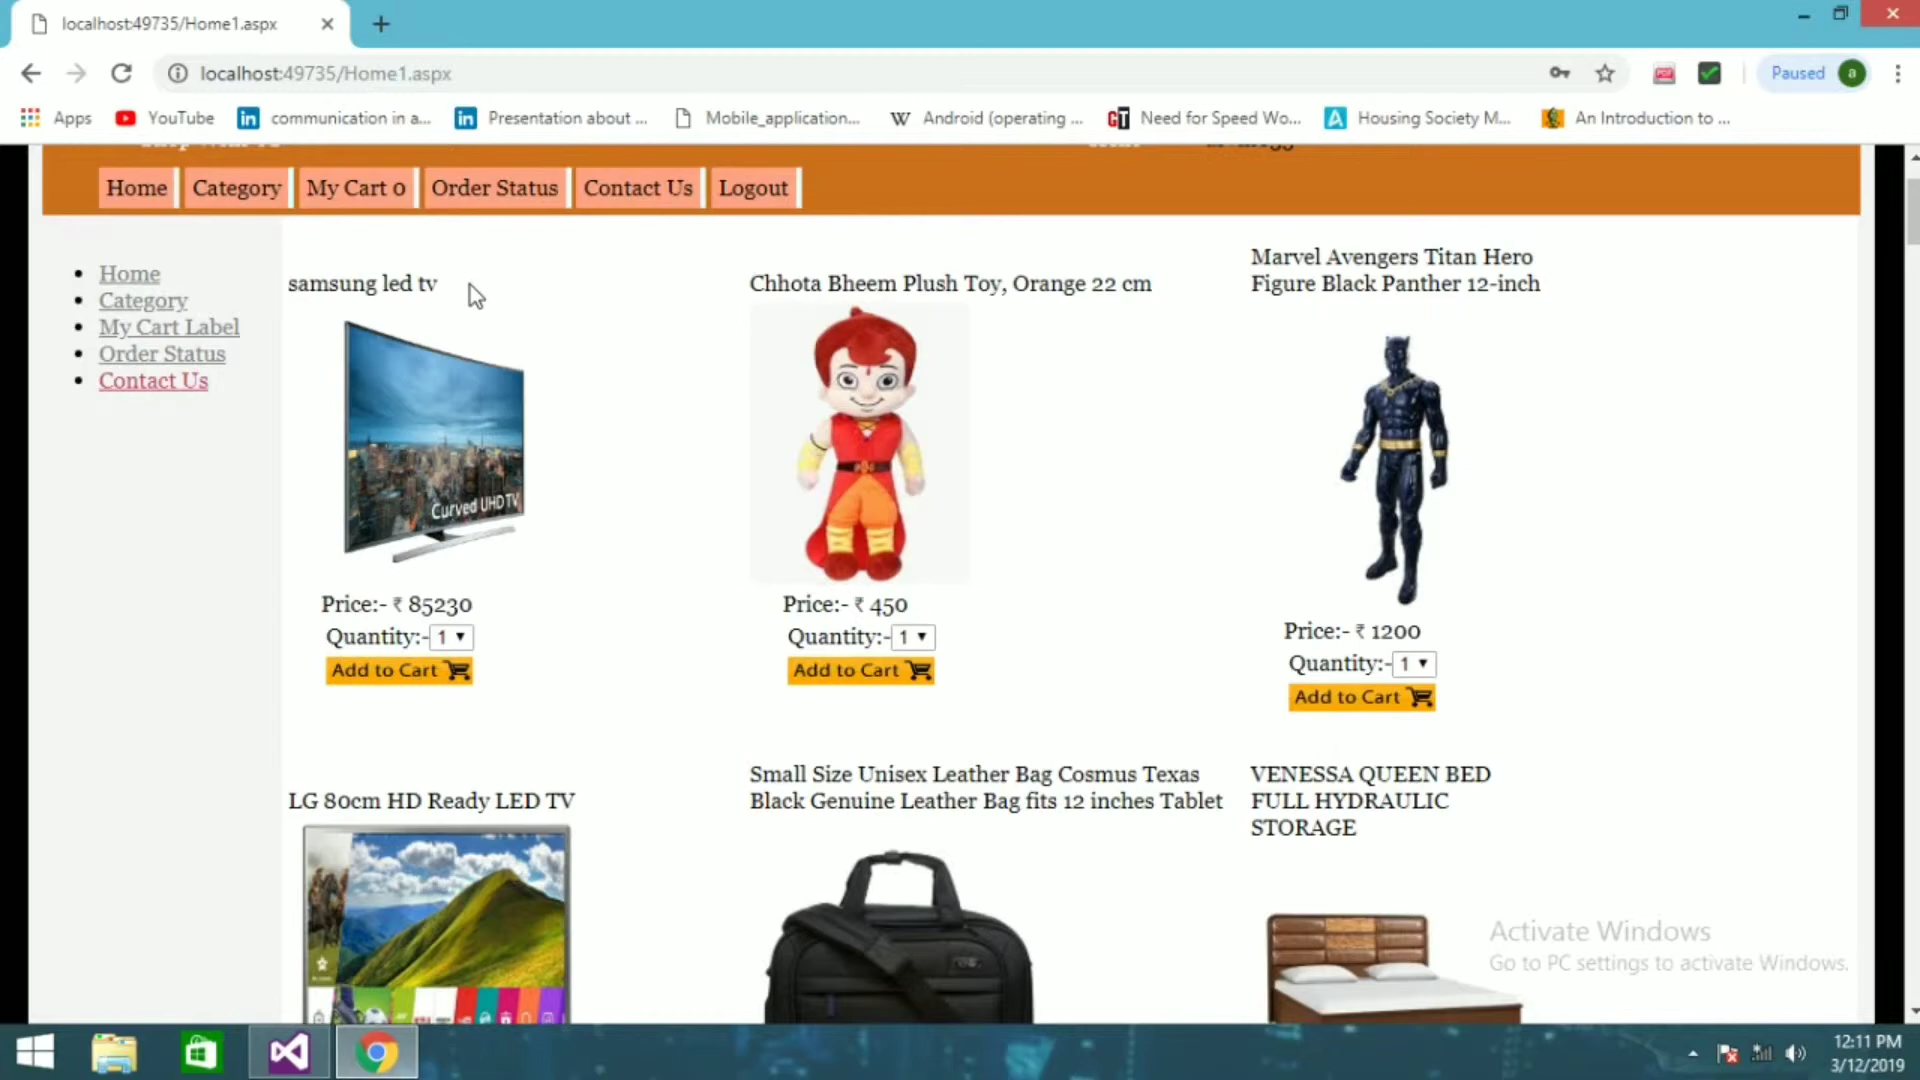 localhost:49735/Home1.aspx
localhost:49735/Home1.aspx
Paused a
Apps YouTube communication in a... Presentation about ... Mobile_application... Android (operating ... Need for Speed Wo... Housing Society M... An Introduction to ...
Home Category My Cart 0 Order Status Contact Us Logout
Home
Category
My Cart Label
Order Status
Contact Us
samsung led tv
Curved UHD TV
Price:- ₹ 85230
Quantity:- 1
Add to Cart
Chhota Bheem Plush Toy, Orange 22 cm
Price:- ₹ 450
Quantity:- 1
Add to Cart
Marvel Avengers Titan Hero
Figure Black Panther 12-inch
Price:- ₹ 1200
Quantity:- 1
Add to Cart
LG 80cm HD Ready LED TV
Small Size Unisex Leather Bag Cosmus Texas
Black Genuine Leather Bag fits 12 inches Tablet
VENESSA QUEEN BED
FULL HYDRAULIC
STORAGE
Activate Windows
Go to PC settings to activate Windows.
12:11 PM
3/12/2019